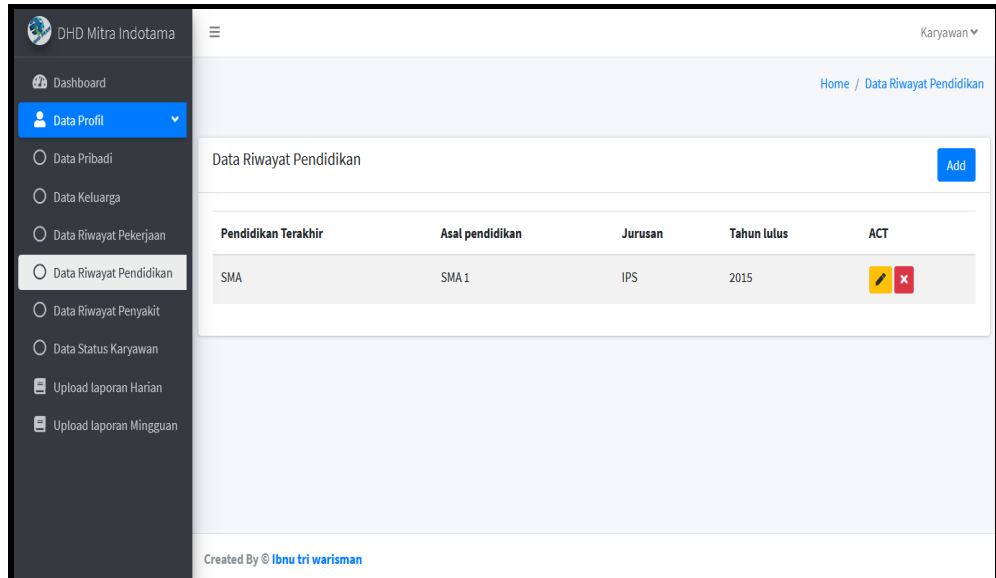 DHD Mitra Indotama
Karyawan
Dashboard
Home / Data Riwayat Pendidikan
Data Profil
Data Pribadi
Data Keluarga
Data Riwayat Pekerjaan
Data Riwayat Pendidikan
Data Riwayat Penyakit
Data Status Karyawan
Upload laporan Harian
Upload laporan Mingguan
Data Riwayat Pendidikan
Add
Pendidikan Terakhir Asal pendidikan Jurusan Tahun lulus ACT
SMA SMA 1 IPS 2015
Created By © Ibnu tri warisman